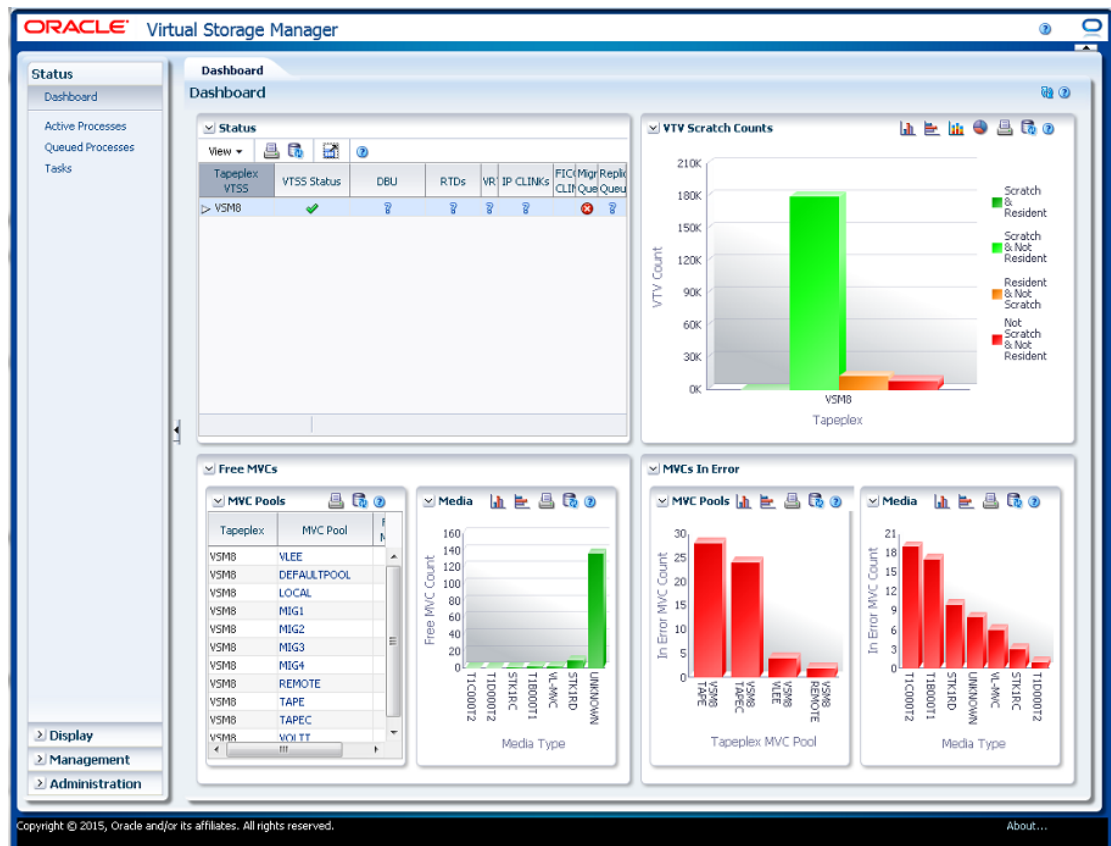 ORACLE® Virtual Storage Manager
Status
Dashboard
Active Processes
Queued Processes
Tasks
Display
Management
Administration
Dashboard
Dashboard
Status
View
Tapeplex VTSS
VTSS Status
DBU
RTDs
IP CLINKs
Migr Que
Queu
VSM8
VTV Scratch Counts
VTV Count
210K
180K
150K
120K
90K
60K
30K
0K
VSM8
Tapeplex
Scratch & Resident
Scratch & Not Resident
Resident & Not Scratch
Not Scratch & Not Resident
Free MVCs
MVC Pools
Tapeplex MVC Pool
VSM8 VLEE
VSM8 DEFAULTPOOL
VSM8 LOCAL
VSM8 MIG1
VSM8 MIG2
VSM8 MIG3
VSM8 MIG4
VSM8 REMOTE
VSM8 TAPE
VSM8 TAPEC
VSM8 VOLTT
Media
Free MVC Count
160
140
120
100
80
60
40
20
0
T1C000T2
T1D000T2
STK1RC
T1B000T1
VL-MVC
STK1RD
UNKNOWN
Media Type
MVCs In Error
MVC Pools
In Error MVC Count
30
25
20
15
10
5
0
VSM8 TAPE
VSM8 TAPEC
VSM8 VLEE
VSM8 REMOTE
Tapeplex MVC Pool
Media
In Error MVC Count
21
18
15
12
9
6
3
0
T1C000T2
T1B000T1
STK1RD
UNKNOWN
VL-MVC
STK1RC
T1D000T2
Media Type
Copyright © 2015, Oracle and/or its affiliates. All rights reserved.
About...